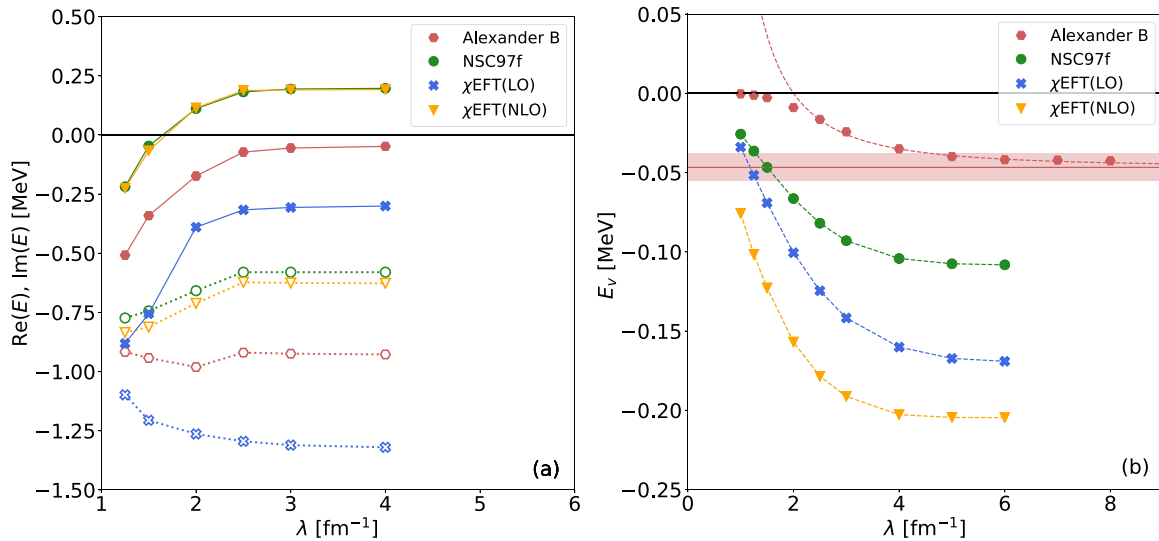 0.50
0.25
0.00
−0.25
−0.50
−0.75
−1.00
−1.25
−1.50
Re(E), Im(E) [MeV]
Alexander B
NSC97f
χEFT(LO)
χEFT(NLO)
(a)
1 2 3 4 5 6
λ [fm⁻¹]
0.05
0.00
−0.05
−0.10
−0.15
−0.20
−0.25
Eᵥ [MeV]
Alexander B
NSC97f
χEFT(LO)
χEFT(NLO)
(b)
0 2 4 6 8
λ [fm⁻¹]